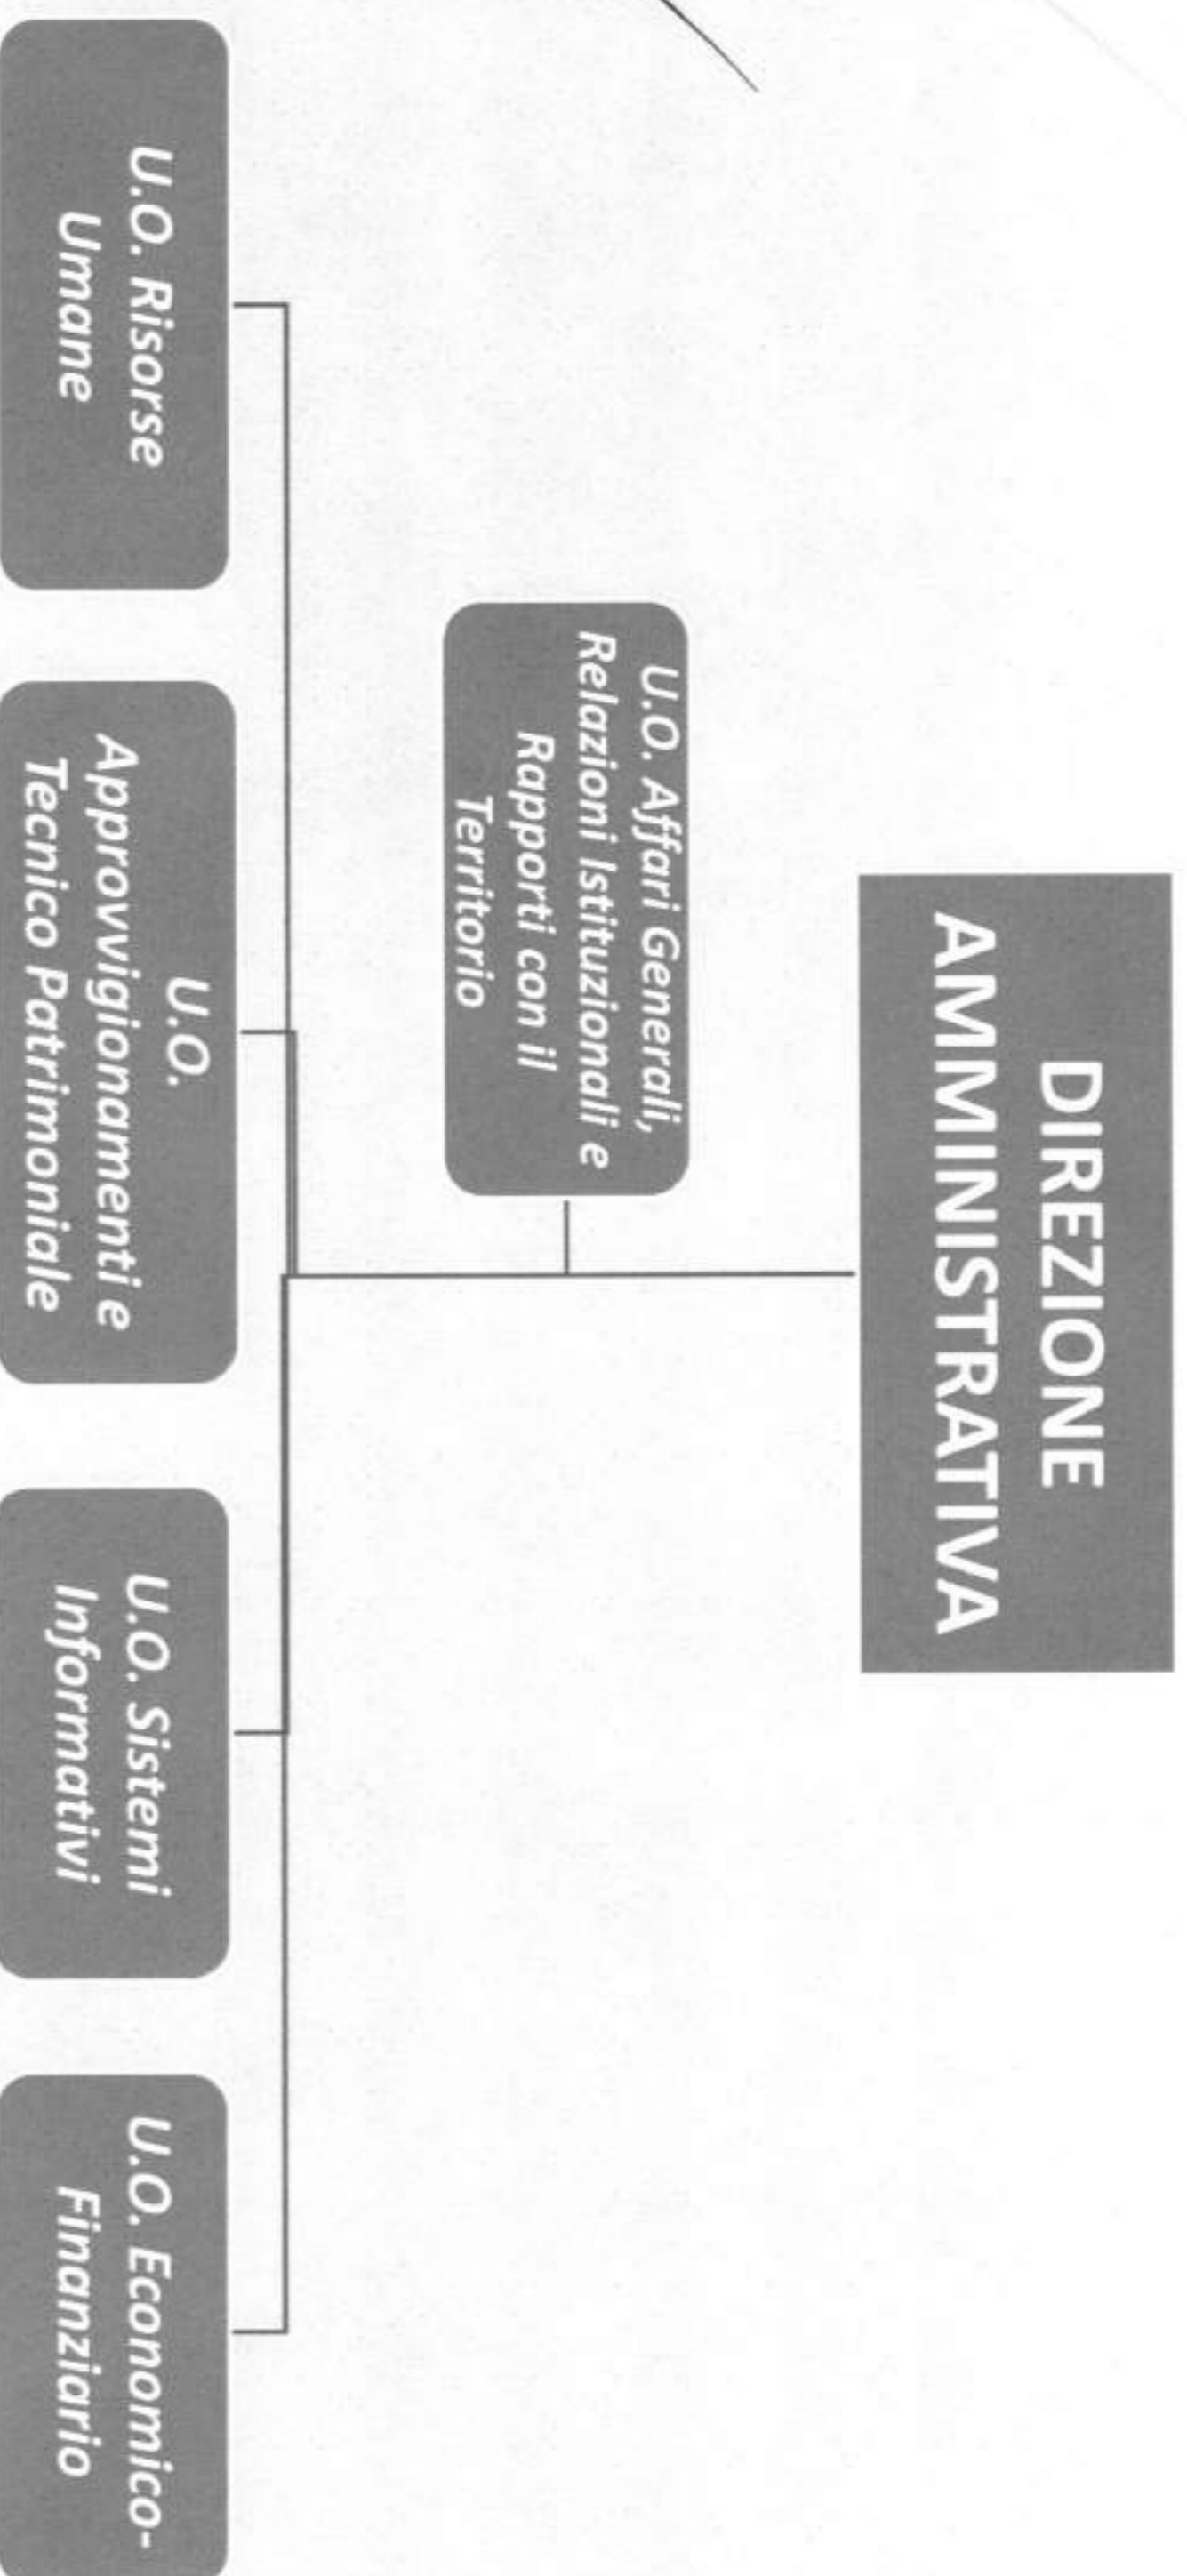 DIREZIONE
AMMINISTRATIVA
U.O. Affari Generali,
Relazioni Istituzionali e
Rapporti con il
Territorio
U.O. Risorse
Umane
U.O.
Approvvigionamenti e
Tecnico Patrimoniale
U.O. Sistemi
Informativi
U.O. Economico-
Finanziario